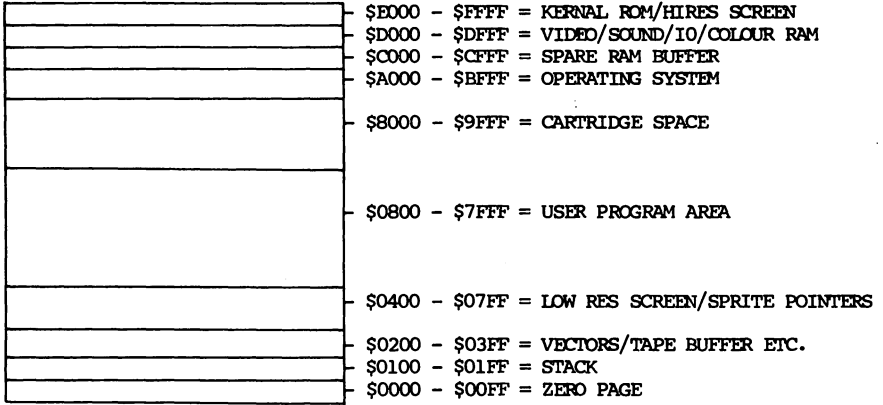 $E000 - $FFFF = KERNAL ROM/HIRES SCREEN
$D000 - $DFFF = VIDEO/SOUND/IO/COLOUR RAM
$C000 - $CFFF = SPARE RAM BUFFER
$A000 - $BFFF = OPERATING SYSTEM
$8000 - $9FFF = CARTRIDGE SPACE
$0800 - $7FFF = USER PROGRAM AREA
$0400 - $07FF = LOW RES SCREEN/SPRITE POINTERS
$0200 - $03FF = VECTORS/TAPE BUFFER ETC.
$0100 - $01FF = STACK
$0000 - $00FF = ZERO PAGE